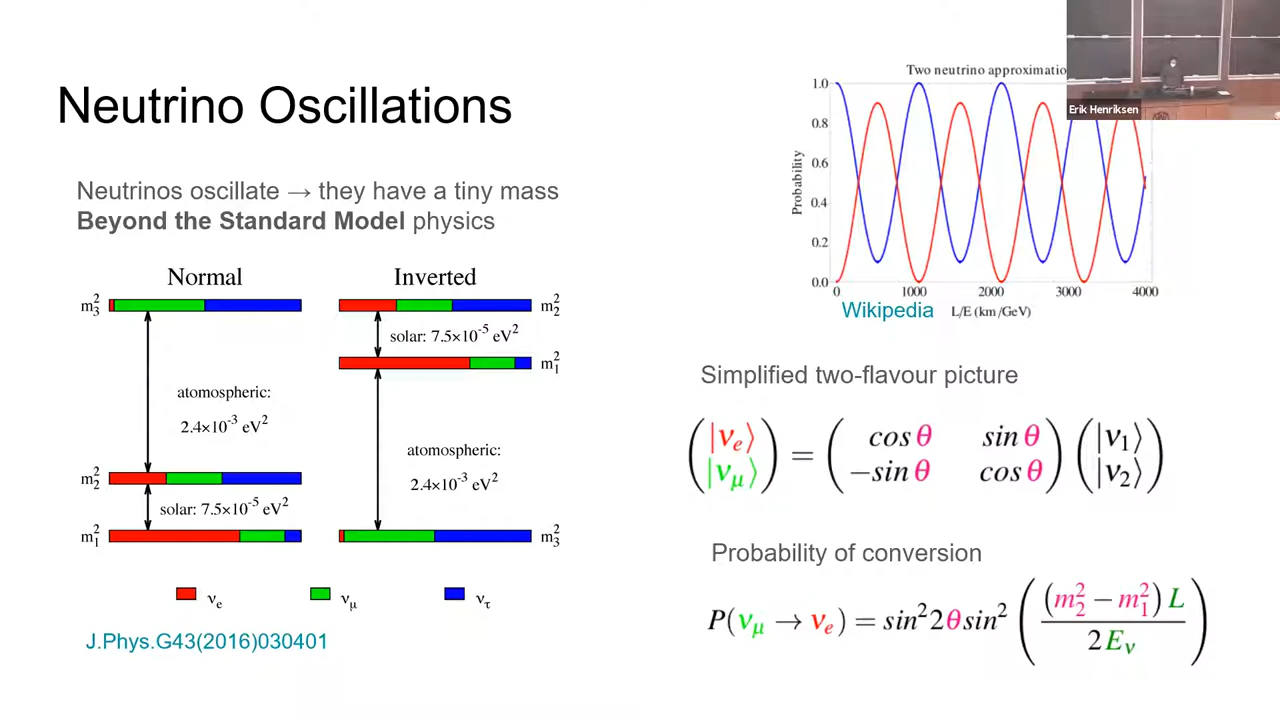 Neutrino Oscillations
Neutrinos oscillate → they have a tiny mass
Beyond the Standard Model physics
Normal
Inverted
m₃²
m₂²
solar: 7.5×10⁻⁵ eV²
m₁²
atomospheric:
2.4×10⁻³ eV²
atomospheric:
2.4×10⁻³ eV²
m₂²
solar: 7.5×10⁻⁵ eV²
m₁²
m₃²
νₑ
ν_μ
ν_τ
J.Phys.G43(2016)030401
Two neutrino approximatio
Erik Henriksen
Probability
1.0
0.8
0.6
0.4
0.2
0.0
0 1000 2000 3000 4000
Wikipedia
L/E (km/GeV)
Simplified two-flavour picture
(|νₑ⟩ |ν_μ⟩) = (cos θ sin θ −sin θ cos θ) (|ν₁⟩ |ν₂⟩)
Probability of conversion
P(ν_μ → νₑ) = sin²2θsin² ((m₂² − m₁²) L / 2E_ν)